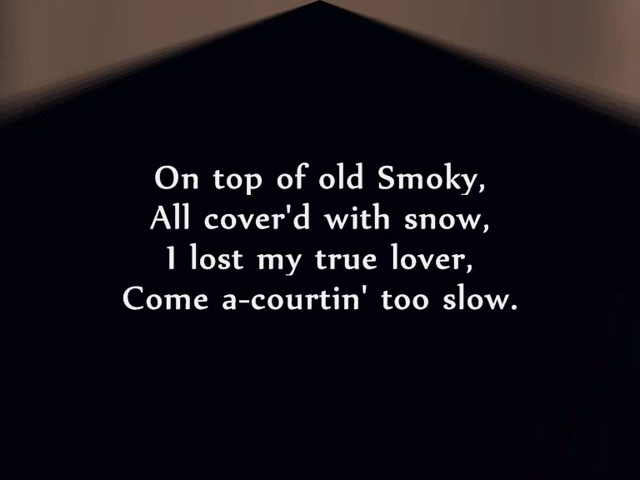 On top of old Smoky,
All cover'd with snow,
I lost my true lover,
Come a-courtin' too slow.